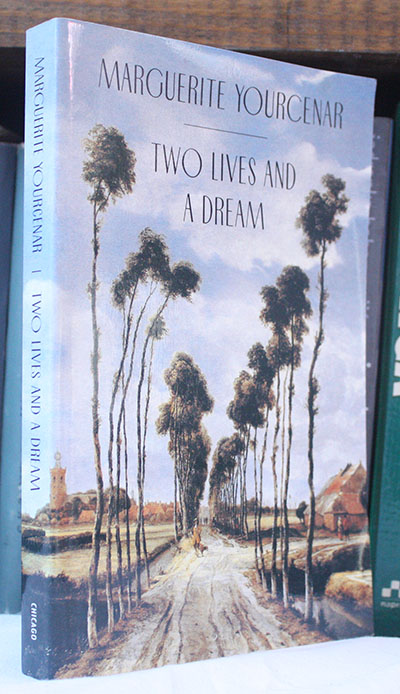 MARGUERITE YOURCENAR
TWO LIVES AND
A DREAM
MARGUERITE YOURCENAR | TWO LIVES AND A DREAM
CHICAGO